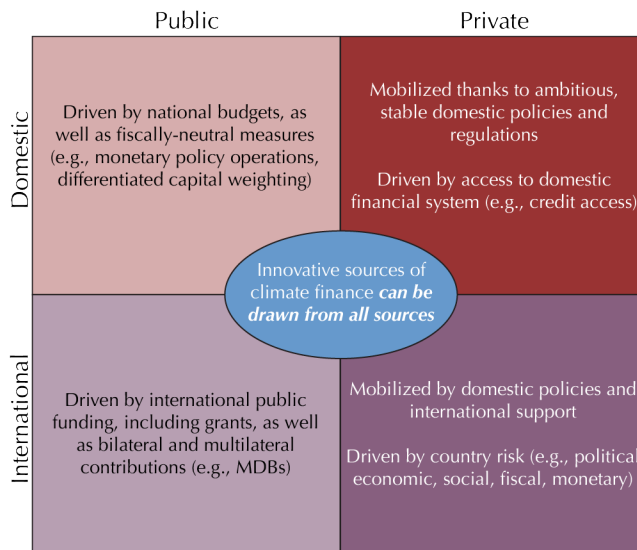 Public
Private
Domestic
Driven by national budgets, as
well as fiscally-neutral measures
(e.g., monetary policy operations,
differentiated capital weighting)
Mobilized thanks to ambitious,
stable domestic policies and
regulations
Driven by access to domestic
financial system (e.g., credit access)
Innovative sources of
climate finance can be
drawn from all sources
International
Driven by international public
funding, including grants, as well
as bilateral and multilateral
contributions (e.g., MDBs)
Mobilized by domestic policies and
international support
Driven by country risk (e.g., political
economic, social, fiscal, monetary)